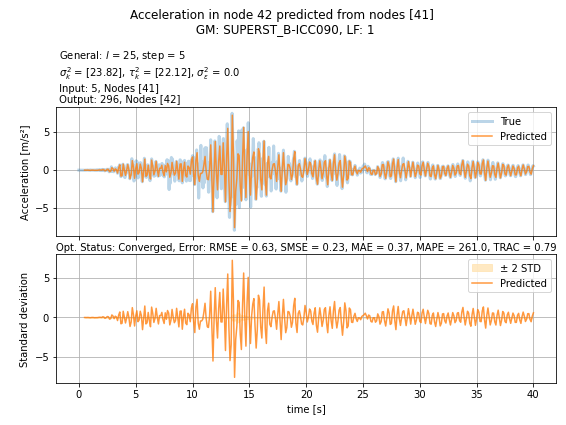 Acceleration in node 42 predicted from nodes [41]
GM: SUPERST_B-ICC090, LF: 1
General: l = 25, step = 5
σ²ₖ = [23.82], τ²ₖ = [22.12], σ²ε = 0.0
Input: 5, Nodes [41]
Output: 296, Nodes [42]
True
Predicted
5
0
−5
Acceleration [m/s²]
Opt. Status: Converged, Error: RMSE = 0.63, SMSE = 0.23, MAE = 0.37, MAPE = 261.0, TRAC = 0.79
± 2 STD
Predicted
5
0
−5
Standard deviation
0 5 10 15 20 25 30 35 40
time [s]